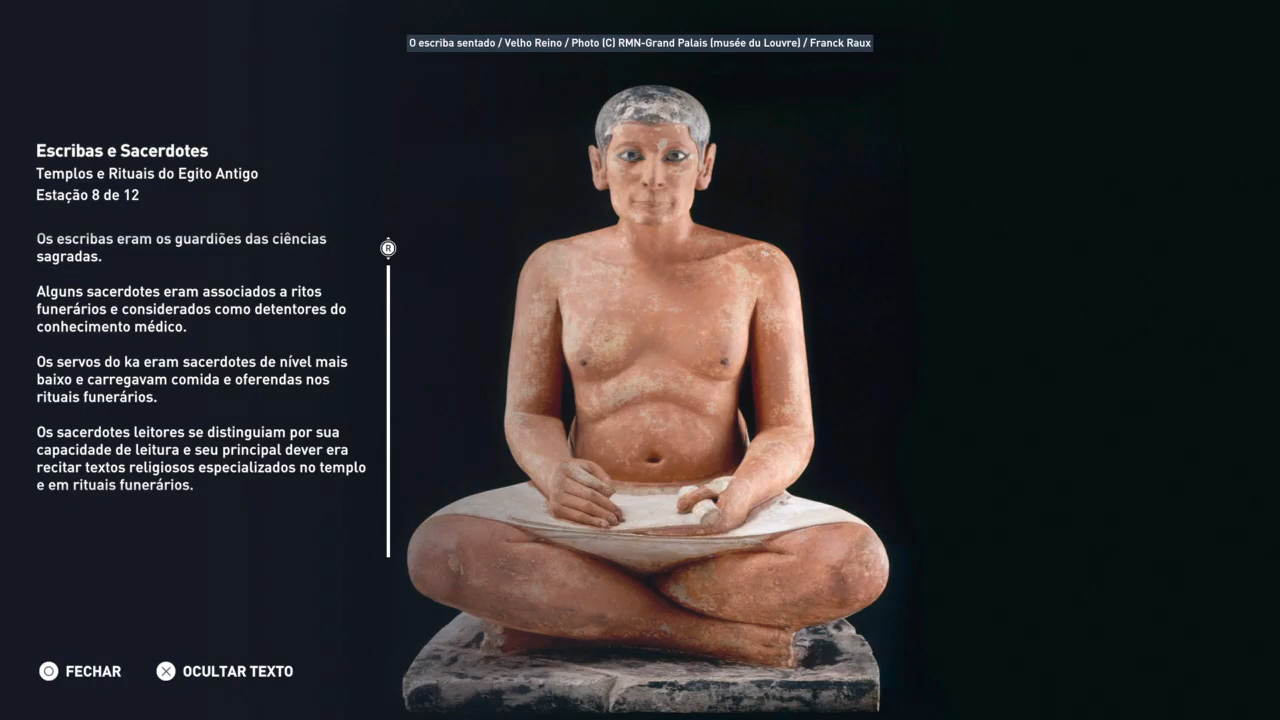 O escriba sentado / Velho Reino / Photo (C) RMN-Grand Palais (musée du Louvre) / Franck Raux
Escribas e Sacerdotes
Templos e Rituais do Egito Antigo
Estação 8 de 12
Os escribas eram os guardiões das ciências
sagradas.
Alguns sacerdotes eram associados a ritos
funerários e considerados como detentores do
conhecimento médico.
Os servos do ka eram sacerdotes de nível mais
baixo e carregavam comida e oferendas nos
rituais funerários.
Os sacerdotes leitores se distinguiam por sua
capacidade de leitura e seu principal dever era
recitar textos religiosos especializados no templo
e em rituais funerários.
R
FECHAR
OCULTAR TEXTO